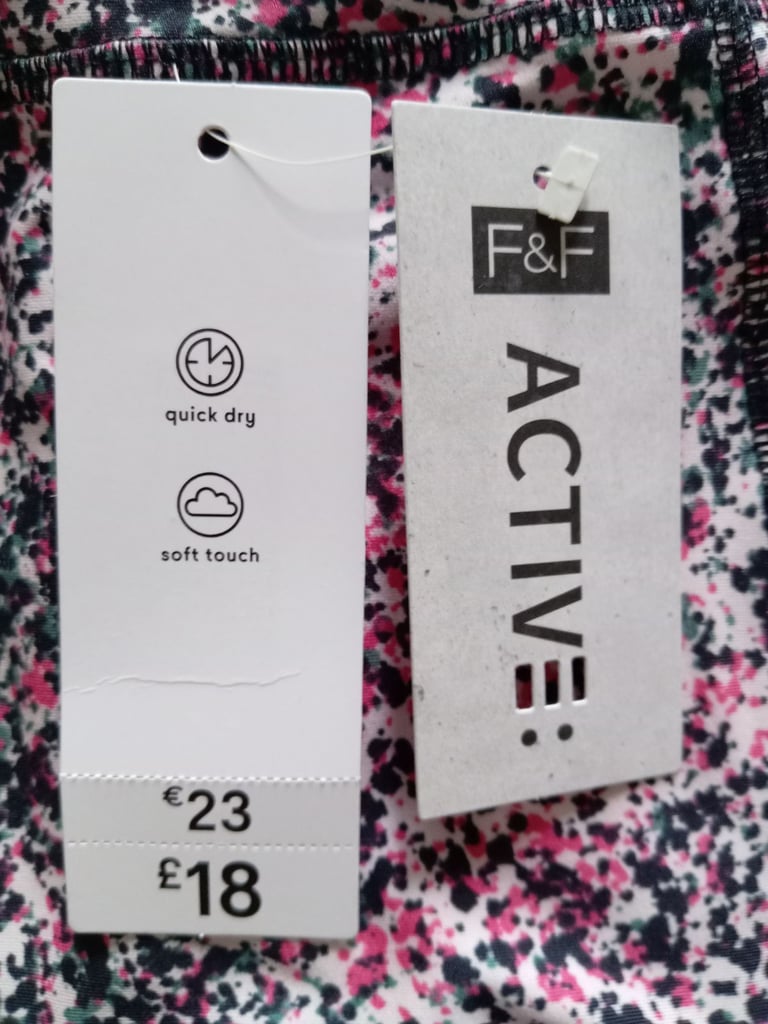 quick dry
soft touch
€23
£18
F&F
ACTIVE: